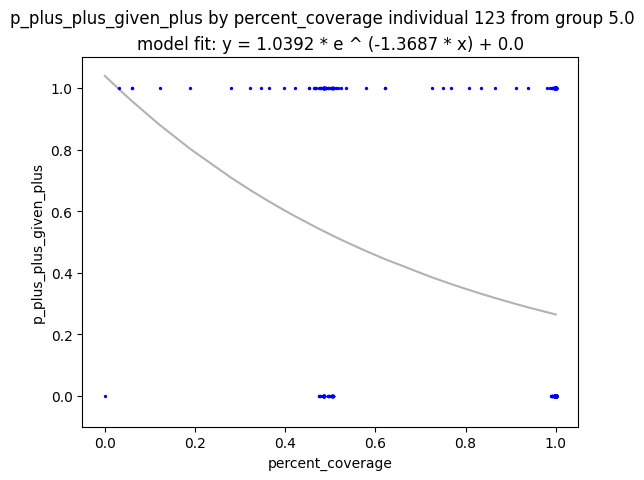 p_plus_plus_given_plus by percent_coverage individual 123 from group 5.0
model fit: y = 1.0392 * e ^ (-1.3687 * x) + 0.0
1.0
0.8
0.6
0.4
0.2
0.0
p_plus_plus_given_plus
0.0 0.2 0.4 0.6 0.8 1.0
percent_coverage